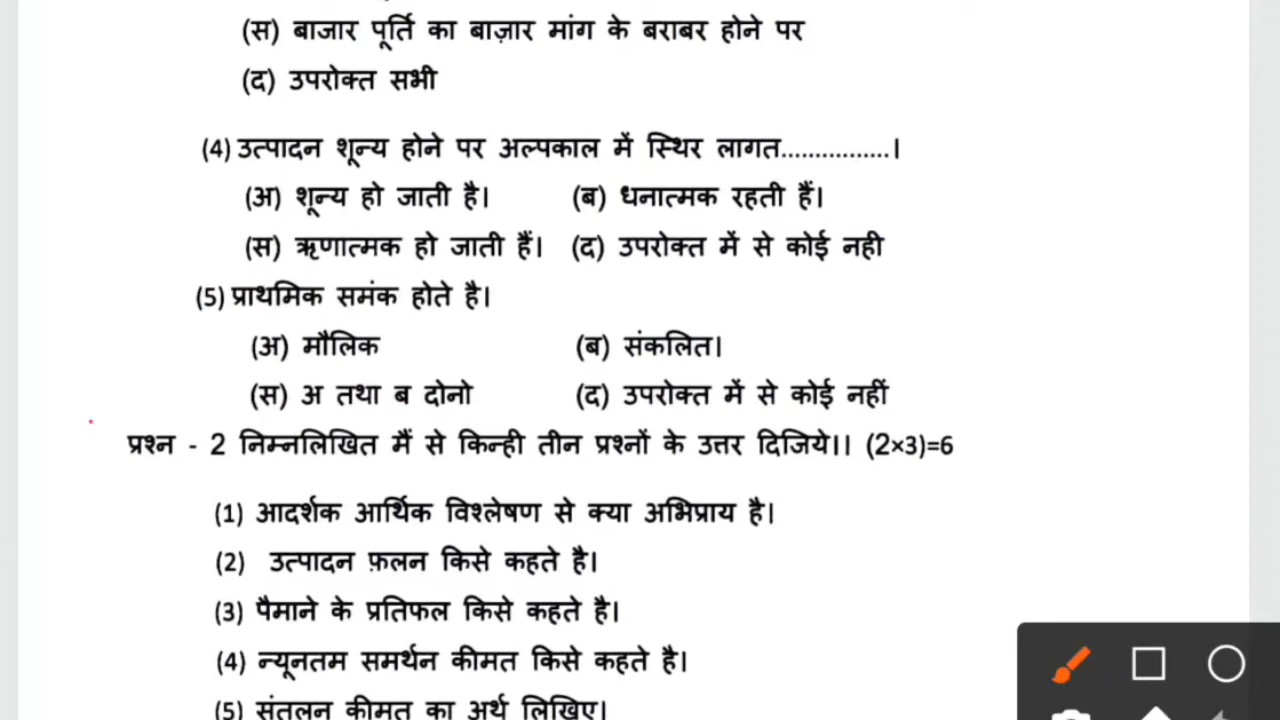 (स) बाजार पूर्ति का बाज़ार मांग के बराबर होने पर
(द) उपरोक्त सभी
(4) उत्पादन शून्य होने पर अल्पकाल में स्थिर लागत................।
(अ) शून्य हो जाती है। (ब) धनात्मक रहती हैं।
(स) ऋणात्मक हो जाती हैं। (द) उपरोक्त में से कोई नही
(5) प्राथमिक समंक होते है।
(अ) मौलिक (ब) संकलित।
(स) अ तथा ब दोनो (द) उपरोक्त में से कोई नहीं
प्रश्न - 2 निम्नलिखित मैं से किन्ही तीन प्रश्नों के उत्तर दिजिये।। (2×3)=6
(1) आदर्शक आर्थिक विश्लेषण से क्या अभिप्राय है।
(2) उत्पादन फ़लन किसे कहते है।
(3) पैमाने के प्रतिफल किसे कहते है।
(4) न्यूनतम समर्थन कीमत किसे कहते है।
(5) संतुलन कीमत का अर्थ लिखिए।